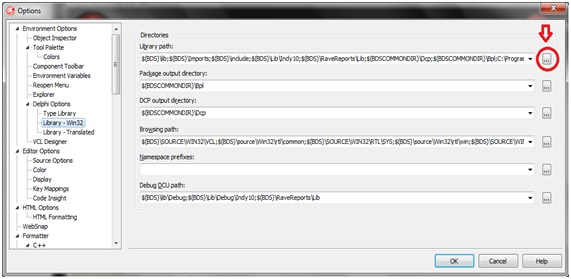 Options
Environment Options
Object Inspector
Tool Palette
Colors
Component Toolbar
Environment Variables
Reopen Menu
Explorer
Delphi Options
Type Library
Library - Win32
Library - Translated
VCL Designer
Editor Options
Source Options
Color
Display
Key Mappings
Code Insight
HTML Options
HTML Formatting
WebSnap
Formatter
C++
Directories
Library path:
$(BDS)\lib;$(BDS)\Imports;$(BDS)\include;$(BDS)\Lib\Indy10;$(BDS)\RaveReports\Lib;$(BDSCOMMONDIR)\Dcp;$(BDSCOMMONDIR)\Bpl;C:\Program
...
Package output directory:
$(BDSCOMMONDIR)\Bpl
...
DCP output directory:
$(BDSCOMMONDIR)\Dcp
...
Browsing path:
$(BDS)\SOURCE\WIN32\VCL;$(BDS)\source\Win32\rtl\common;$(BDS)\SOURCE\WIN32\RTL\SYS;$(BDS)\source\Win32\rtl\win;$(BDS)\SOURCE\WI
...
Namespace prefixes:
...
Debug DCU path:
$(BDS)\lib\Debug;$(BDS)\Lib\Debug\Indy10;$(BDS)\RaveReports\Lib
...
OK
Cancel
Help